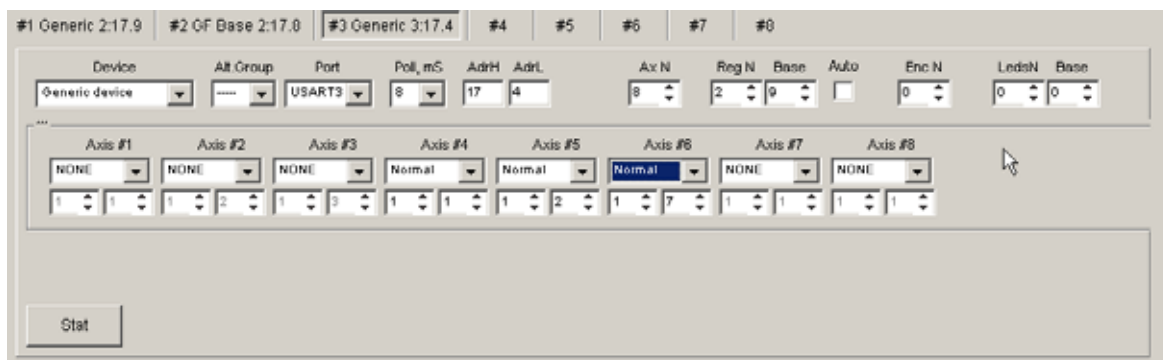 #1 Generic 2:17.9 #2 GF Base 2:17.8 #3 Generic 3:17.4 #4 #5 #6 #7 #8
Device Alt.Group Port Poll, mS AdrH AdrL Ax N Reg N Base Auto Enc N LedsN Base
Generic device ----- USART3 8 17 4 8 2 9 0 0 0
...
Axis #1 Axis #2 Axis #3 Axis #4 Axis #5 Axis #6 Axis #7 Axis #8
NONE NONE NONE Normal Normal Normal NONE NONE
1 1 1 2 1 3 1 1 1 2 1 7 1 1 1 1
Stat